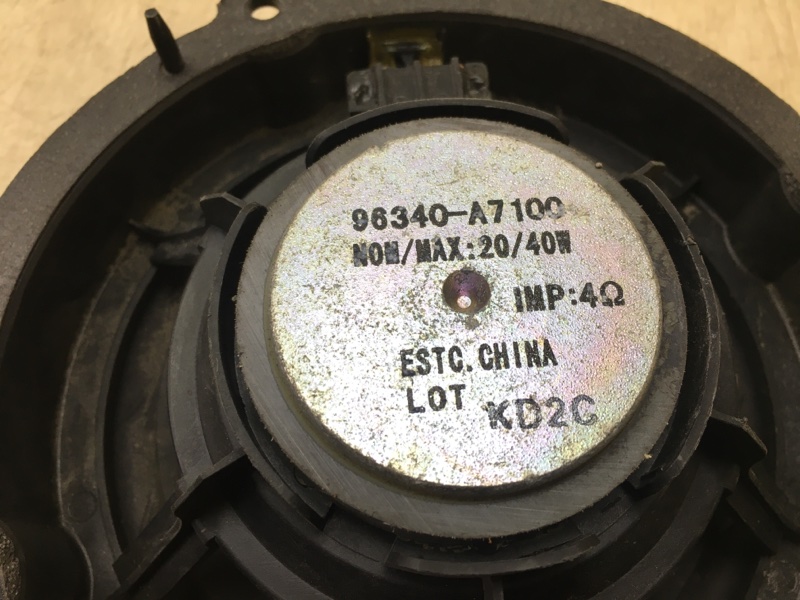 96340-A7100
NOM/MAX:20/40W
IMP:4Ω
ESTC.CHINA
LOT KD2C